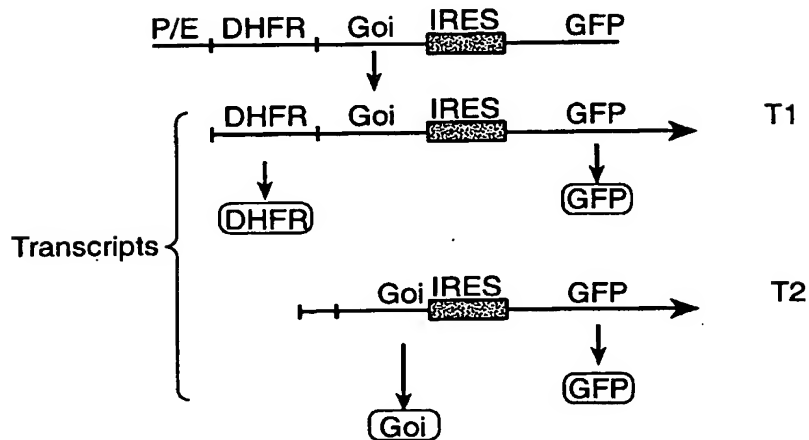 P/E DHFR Goi IRES GFP
DHFR Goi IRES GFP T1
DHFR GFP
Transcripts
Goi IRES GFP T2
GFP
Goi